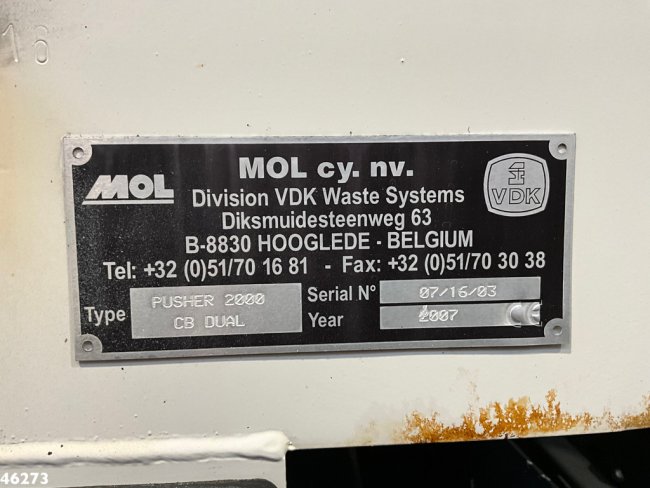 16
MOL
MOL cy. nv.
Division VDK Waste Systems
Diksmuidesteenweg 63
B-8830 HOOGLEDE - BELGIUM
VDK
Tel: +32 (0)51/70 16 81 - Fax: +32 (0)51/70 30 38
Type PUSHER 2000
CB DUAL
Serial N° 07/16/03
Year 2007
46273